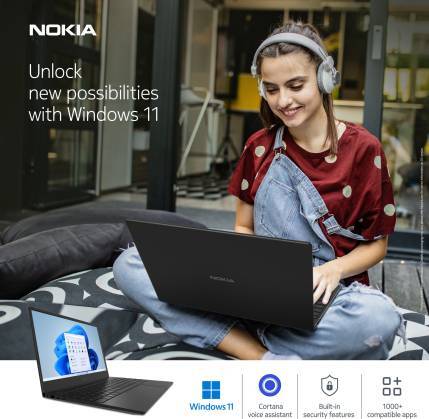 NOKIA
Unlock
new possibilities
with Windows 11
NOKIA
Windows 11
Cortana
voice assistant
Built-in
security features
1000+
compatible apps